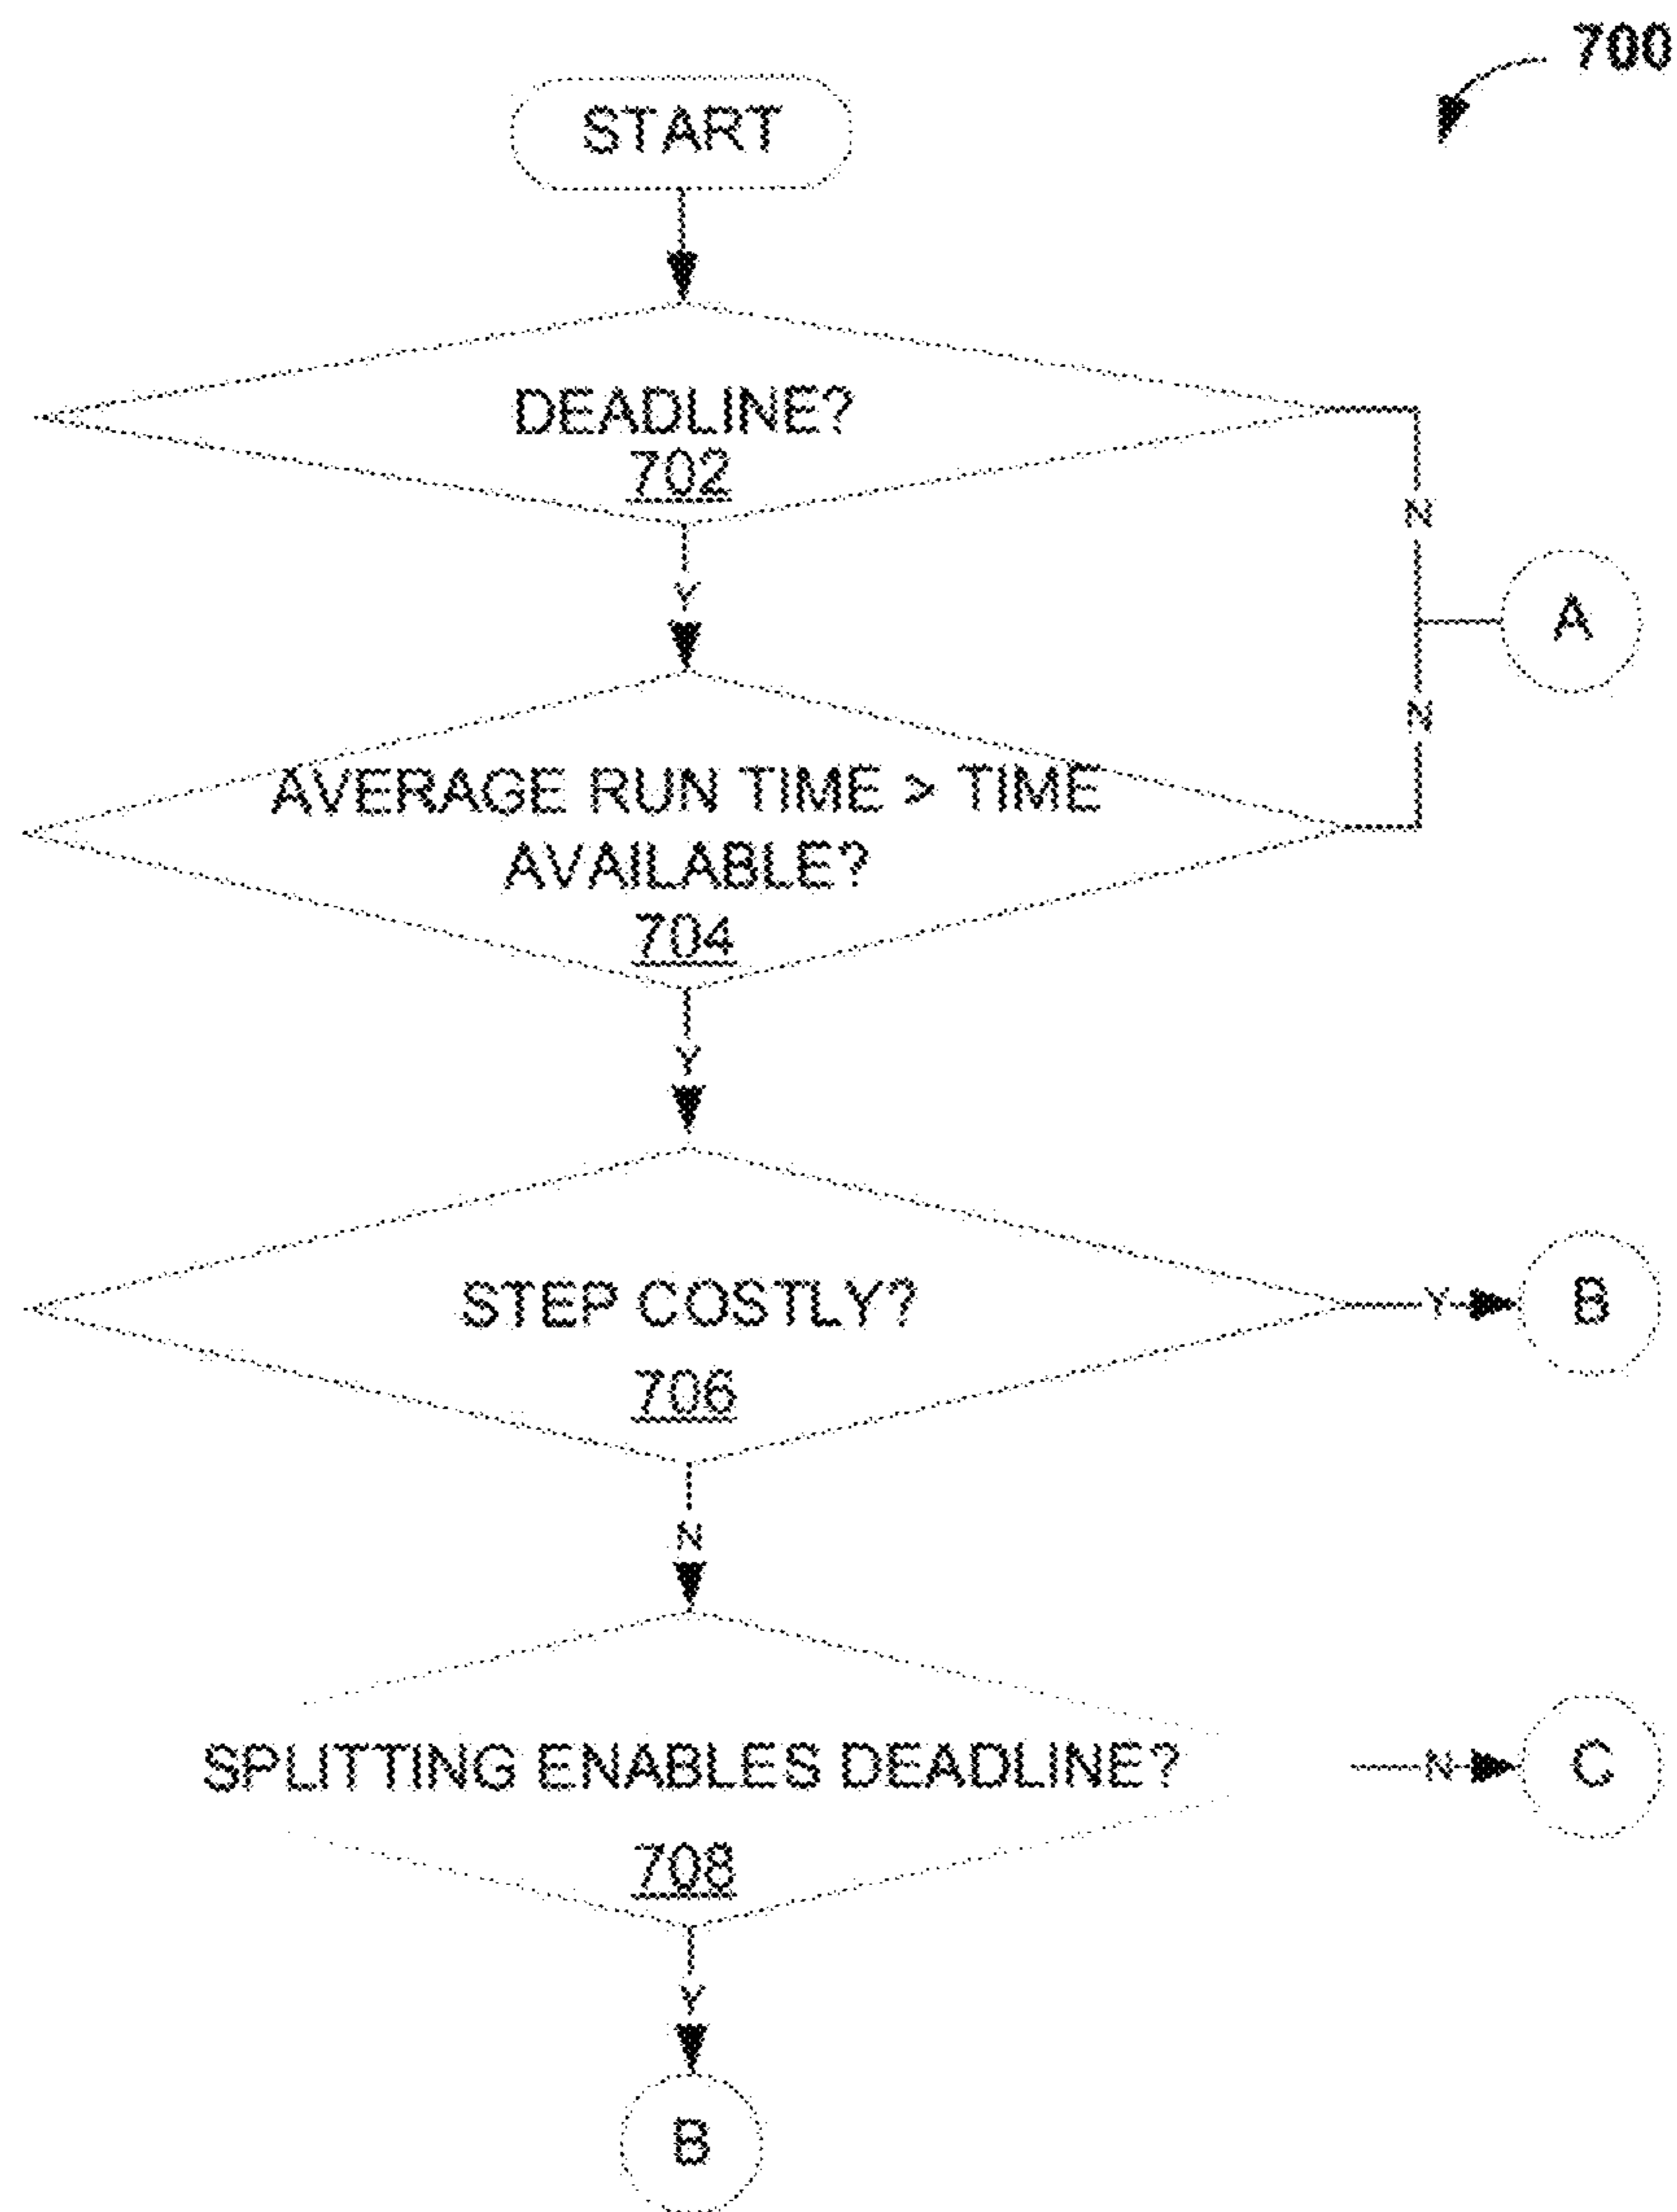 700
START
DEADLINE?
702
N
Y
A
N
AVERAGE RUN TIME > TIME
AVAILABLE?
704
Y
STEP COSTLY?
Y
B
706
N
SPLITTING ENABLES DEADLINE?
N
C
708
Y
B